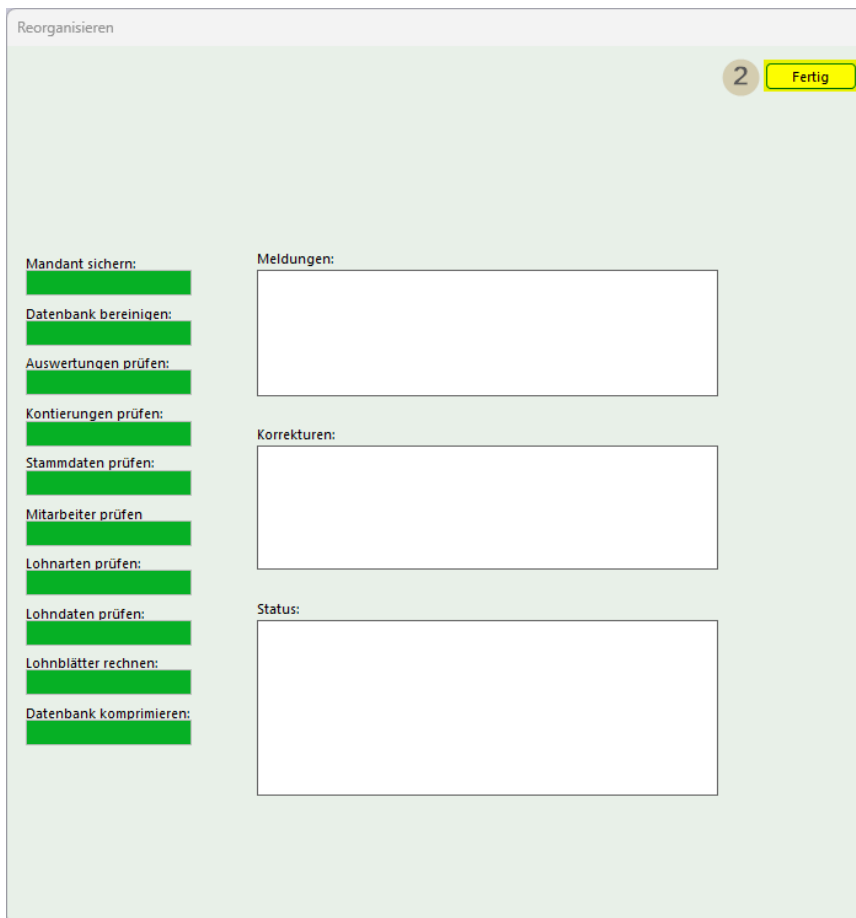 Reorganisieren
2 Fertig
Mandant sichern:
Datenbank bereinigen:
Auswertungen prüfen:
Kontierungen prüfen:
Stammdaten prüfen:
Mitarbeiter prüfen
Lohnarten prüfen:
Lohndaten prüfen:
Lohnblätter rechnen:
Datenbank komprimieren:
Meldungen:
Korrekturen:
Status: